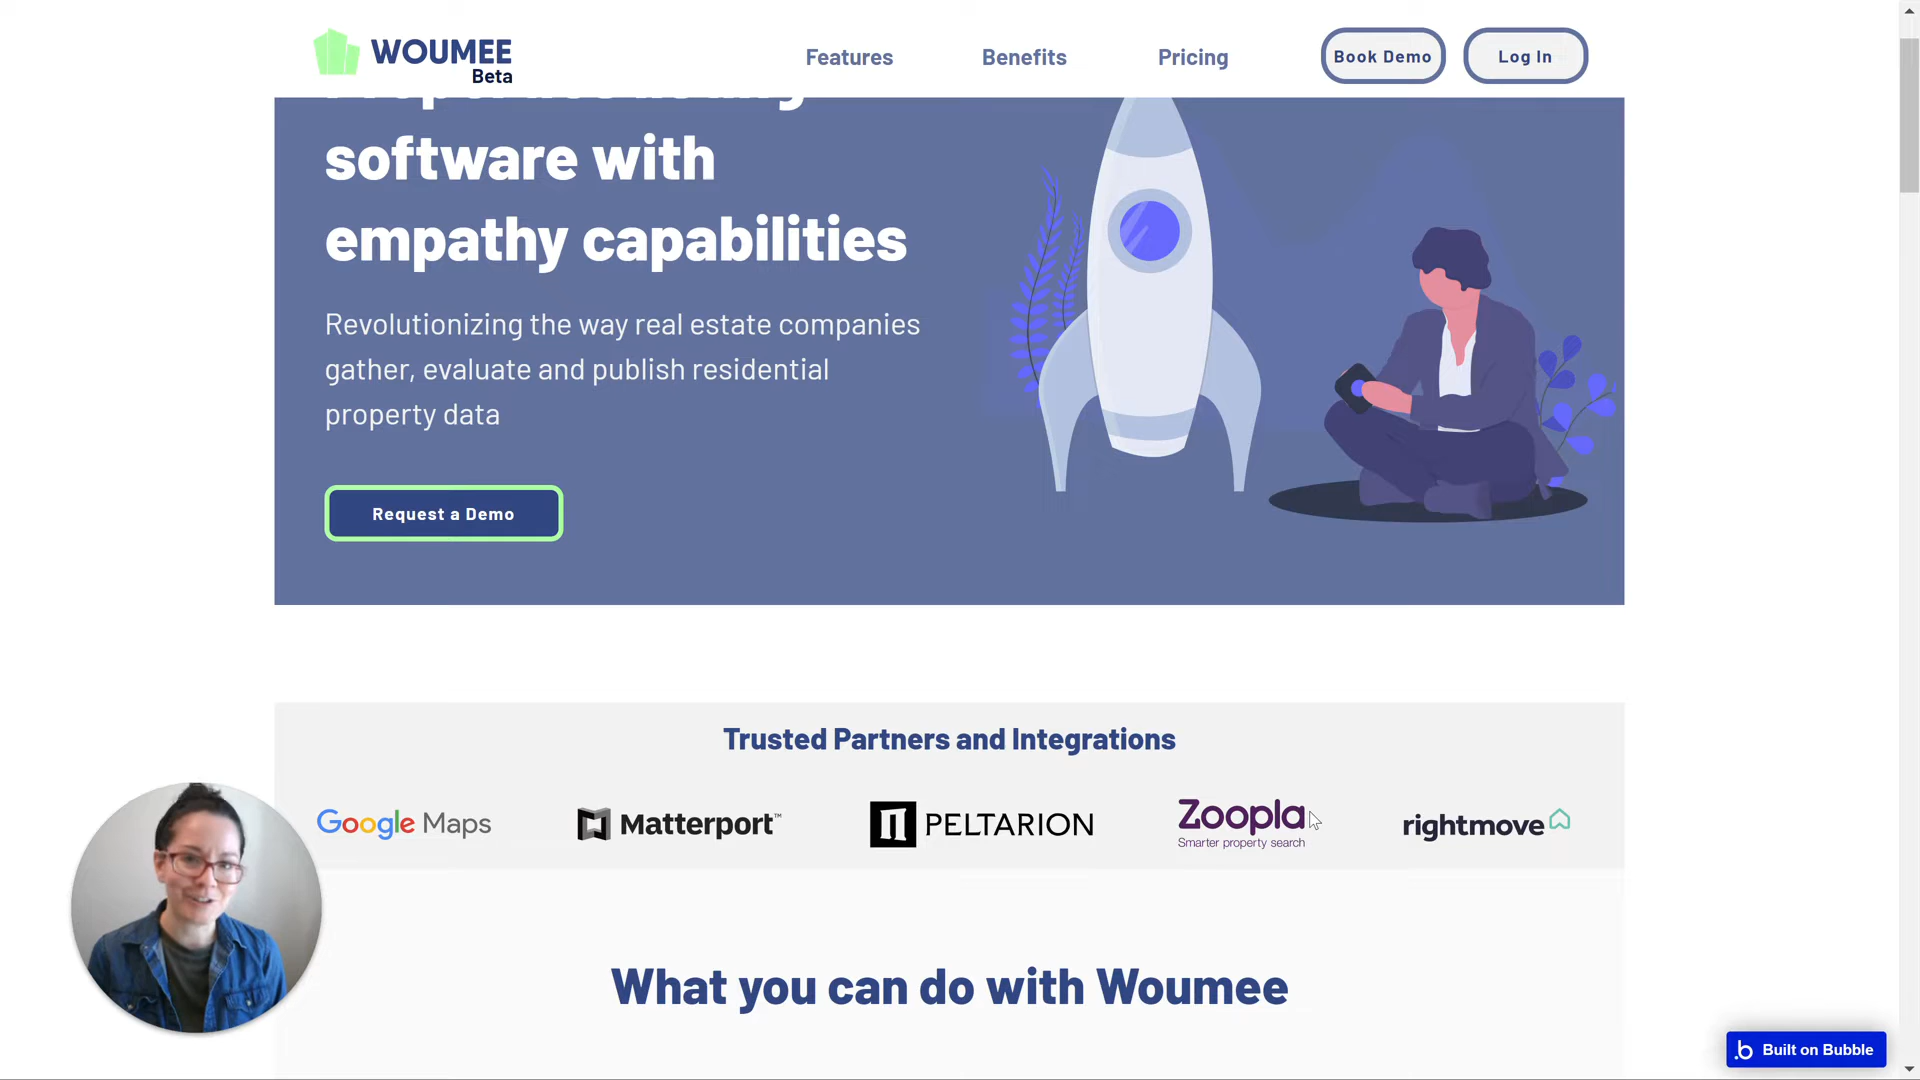 WOUMEE
Beta
Features
Benefits
Pricing
Book Demo
Log In
software with
empathy capabilities
Revolutionizing the way real estate companies
gather, evaluate and publish residential
property data
Request a Demo
Trusted Partners and Integrations
Google Maps
Matterport™
PELTARION
Zoopla
Smarter property search
rightmove
What you can do with Woumee
Built on Bubble